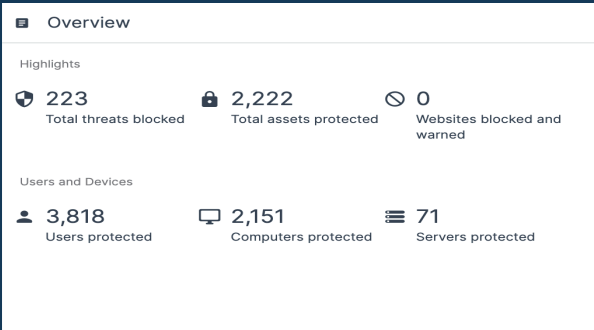 Overview
Highlights
223
Total threats blocked
2,222
Total assets protected
0
Websites blocked and
warned
Users and Devices
3,818
Users protected
2,151
Computers protected
71
Servers protected